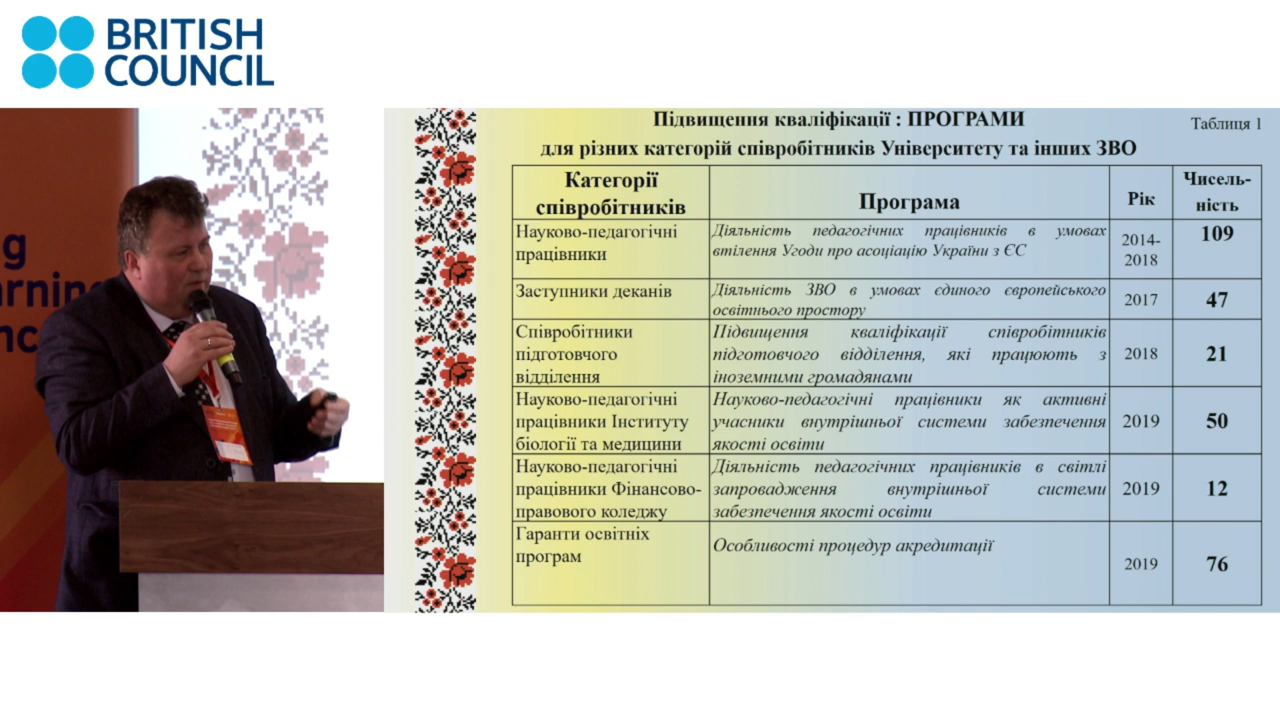 BRITISH
COUNCIL
g
arning
nc
Підвищення кваліфікації : ПРОГРАМИ
для різних категорій співробітників Університету та інших ЗВО
Таблиця 1
Категорії
співробітників
Програма
Рік
Чисель-
ність
Науково-педагогічні
працівники
Діяльність педагогічних працівників в умовах
втілення Угоди про асоціацію України з ЄС
2014-
2018
109
Заступники деканів
Діяльність ЗВО в умовах єдиного європейського
освітнього простору
2017
47
Співробітники
підготовчого
відділення
Підвищення кваліфікації співробітників
підготовчого відділення, які працюють з
іноземними громадянами
2018
21
Науково-педагогічні
працівники Інституту
біології та медицини
Науково-педагогічні працівники як активні
учасники внутрішньої системи забезпечення
якості освіти
2019
50
Науково-педагогічні
працівники Фінансово-
правового коледжу
Діяльність педагогічних працівників в світлі
запровадження внутрішньої системи
забезпечення якості освіти
2019
12
Гаранти освітніх
програм
Особливості процедур акредитації
2019
76